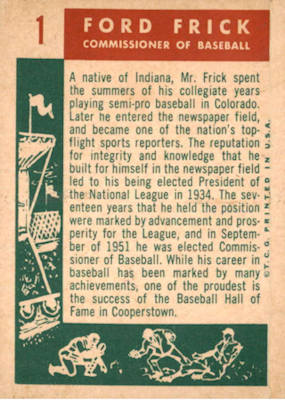 1
FORD FRICK
COMMISSIONER OF BASEBALL
A native of Indiana, Mr. Frick spent
the summers of his collegiate years
playing semi-pro baseball in Colorado.
Later he entered the newspaper field,
and became one of the nation's top-
flight sports reporters. The reputation
for integrity and knowledge that he
built for himself in the newspaper field
led to his being elected President of
the National League in 1934. The sev-
enteen years that he held the position
were marked by advancement and pros-
perity for the League, and in Septem-
ber of 1951 he was elected Commis-
sioner of Baseball. While his career in
baseball has been marked by many
achievements, one of the proudest is
the success of the Baseball Hall of
Fame in Cooperstown.
©T.C.G. PRINTED IN U.S.A.